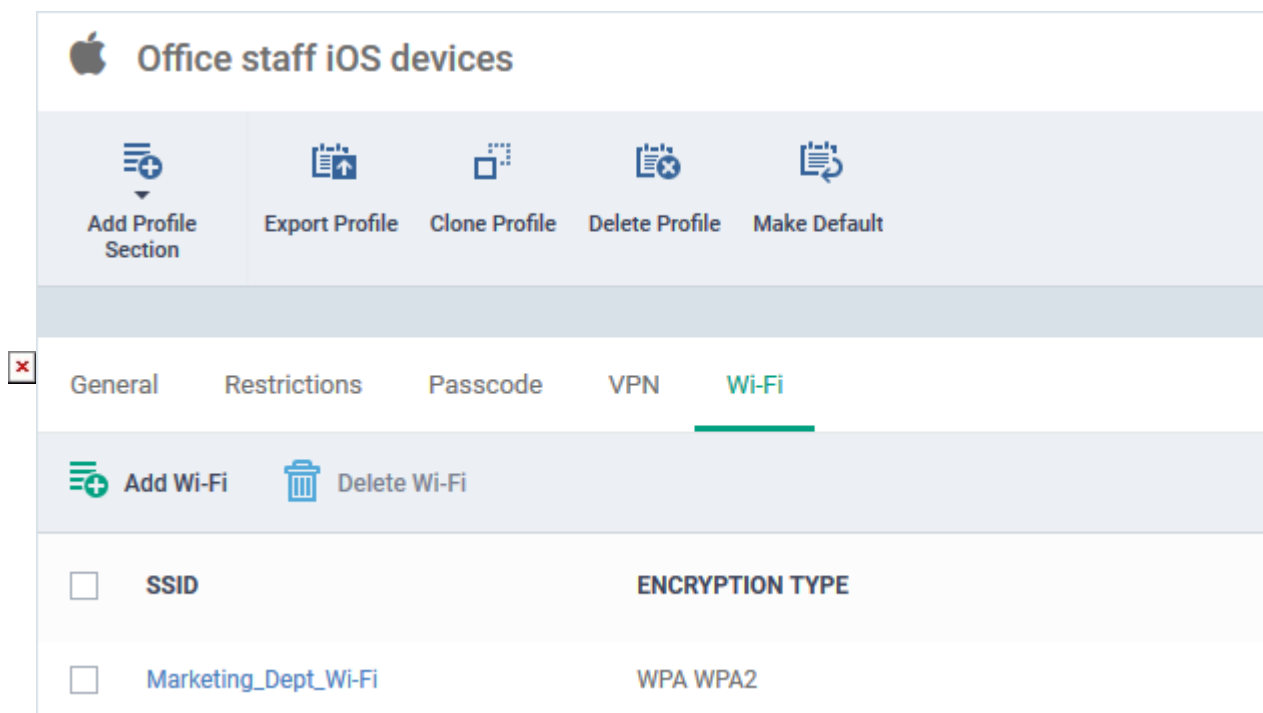 Office staff iOS devices
Add Profile
Section
Export Profile
Clone Profile
Delete Profile
Make Default
General Restrictions Passcode VPN Wi-Fi
Add Wi-Fi Delete Wi-Fi
SSID ENCRYPTION TYPE
Marketing_Dept_Wi-Fi WPA WPA2